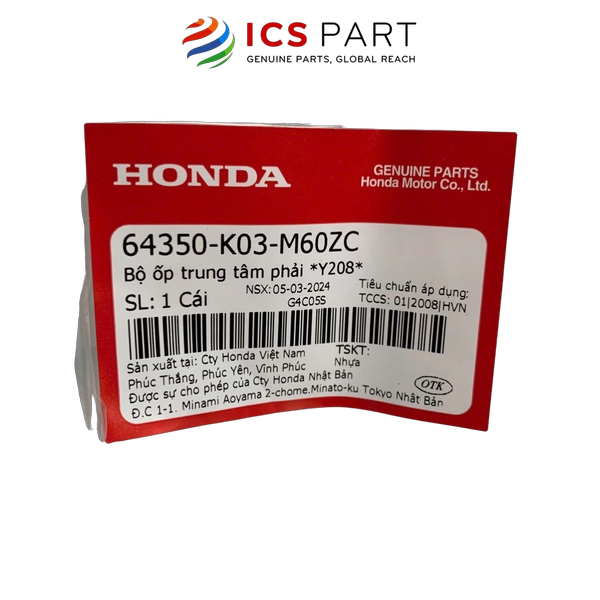 ICS PART
GENUINE PARTS, GLOBAL REACH
HONDA
GENUINE PARTS
Honda Motor Co., Ltd.
64350-K03-M60ZC
Bộ ốp trung tâm phải *Y208*
SL: 1 Cái
NSX: 05-03-2024
G4C05S
Tiêu chuẩn áp dụng:
TCCS: 01|2008|HVN
Sản xuất tại: Cty Honda Việt Nam
Phúc Thắng, Phúc Yên, Vĩnh Phúc
TSKT:
Nhựa
Được sự cho phép của Cty Honda Nhật Bản
Đ.C 1-1. Minami Aoyama 2-chome.Minato-ku Tokyo Nhật Bản
OTK